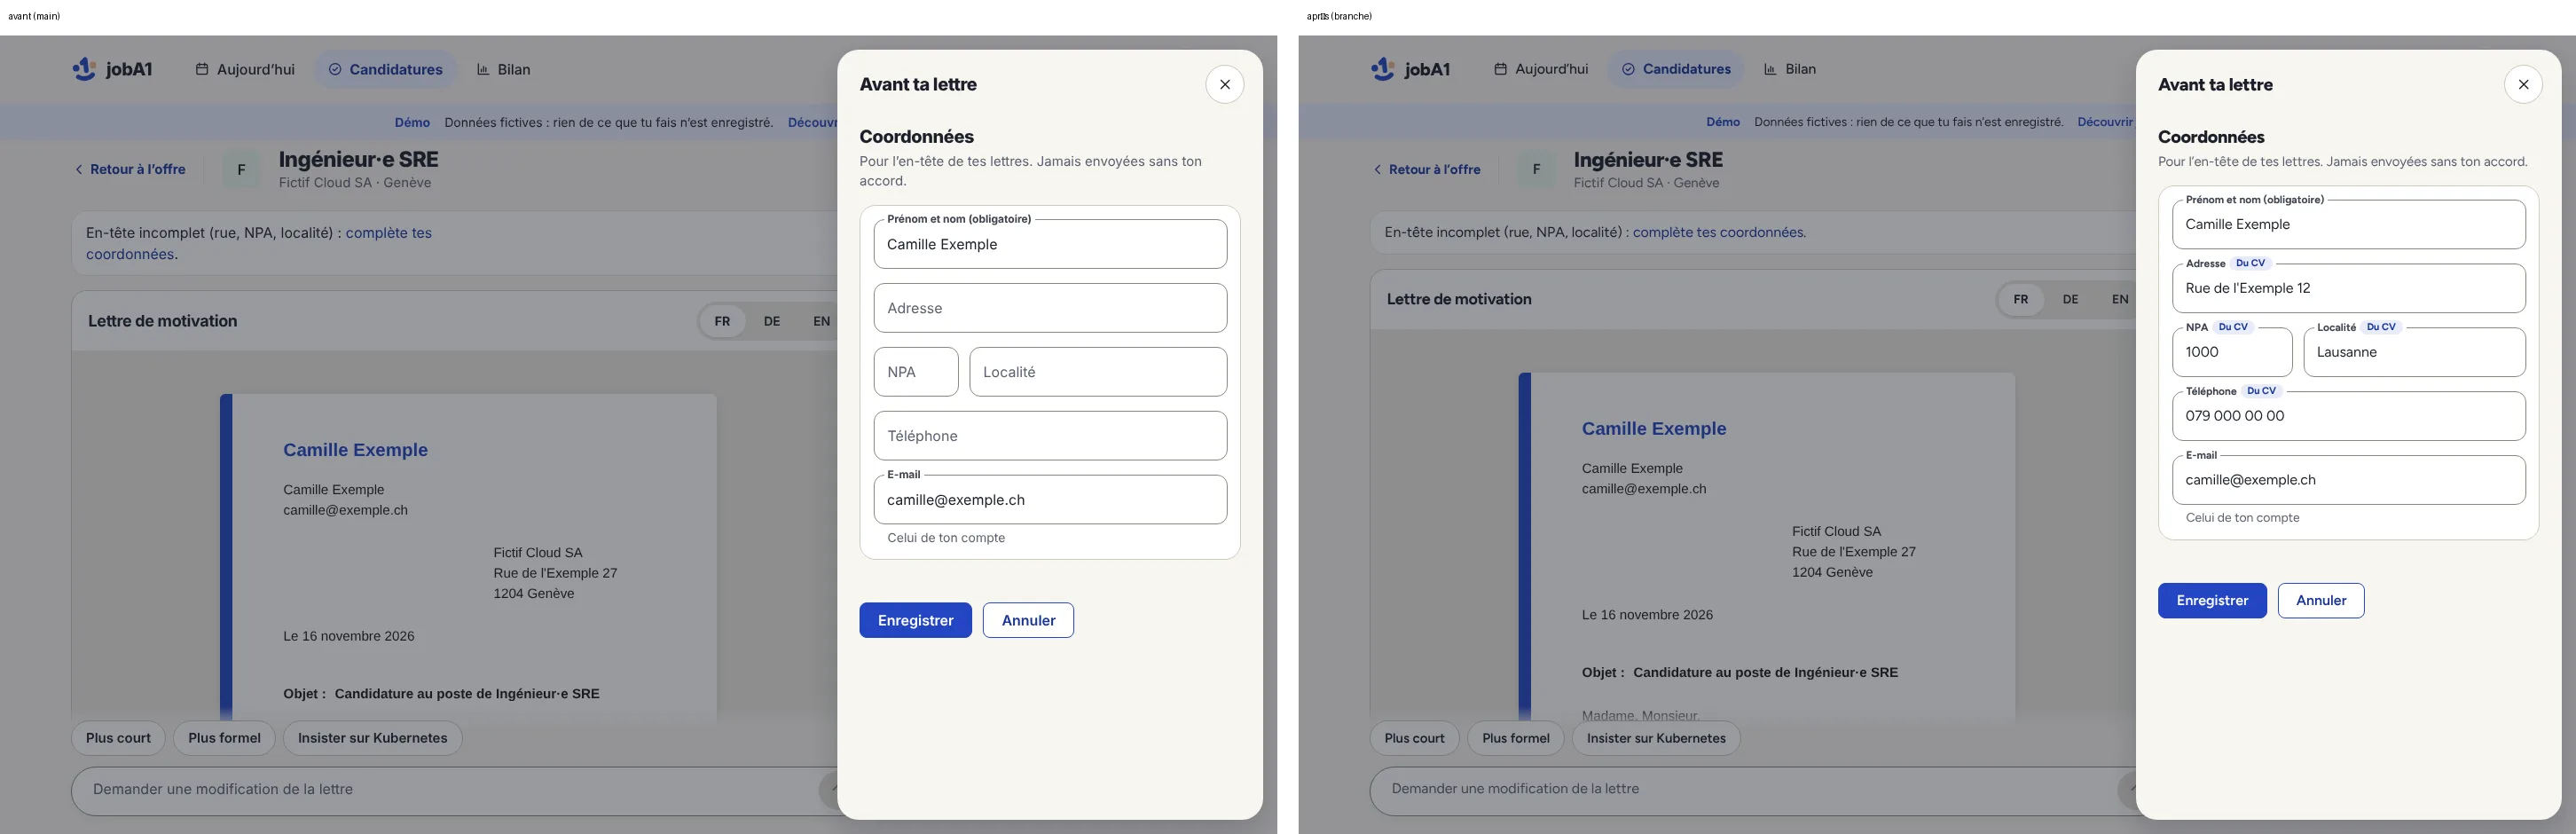 avant (main)
jobA1
Aujourd'hui
Candidatures
Bilan
Démo Données fictives : rien de ce que tu fais n'est enregistré.
Retour à l'offre
F
Ingénieur·e SRE
Fictif Cloud SA · Genève
En-tête incomplet (rue, NPA, localité) : complète tes
coordonnées.
Lettre de motivation
FR DE EN
Camille Exemple
Camille Exemple
camille@exemple.ch
Fictif Cloud SA
Rue de l'Exemple 27
1204 Genève
Le 16 novembre 2026
Objet : Candidature au poste de Ingénieur·e SRE
Plus court
Plus formel
Insister sur Kubernetes
Demander une modification de la lettre
Avant ta lettre
Coordonnées
Pour l'en-tête de tes lettres. Jamais envoyées sans ton
accord.
Prénom et nom (obligatoire)
Camille Exemple
Adresse
NPA
Localité
Téléphone
E-mail
camille@exemple.ch
Celui de ton compte
Enregistrer
Annuler
(branche)
jobA1
Aujourd'hui
Candidatures
Bilan
Démo Données fictives : rien de ce que tu fais n'est enregistré. Découvrir
Retour à l'offre
F
Ingénieur·e SRE
Fictif Cloud SA · Genève
En-tête incomplet (rue, NPA, localité) : complète tes coordonnées.
Lettre de motivation
FR DE EN
Camille Exemple
Camille Exemple
camille@exemple.ch
Fictif Cloud SA
Rue de l'Exemple 27
1204 Genève
Le 16 novembre 2026
Objet : Candidature au poste de Ingénieur·e SRE
Madame, Monsieur,
Plus court
Plus formel
Insister sur Kubernetes
Demander une modification de la lettre
Avant ta lettre
Coordonnées
Pour l'en-tête de tes lettres. Jamais envoyées sans ton accord.
Prénom et nom (obligatoire)
Camille Exemple
Adresse Du CV
Rue de l'Exemple 12
NPA Du CV
1000
Localité Du CV
Lausanne
Téléphone Du CV
079 000 00 00
E-mail
camille@exemple.ch
Celui de ton compte
Enregistrer
Annuler